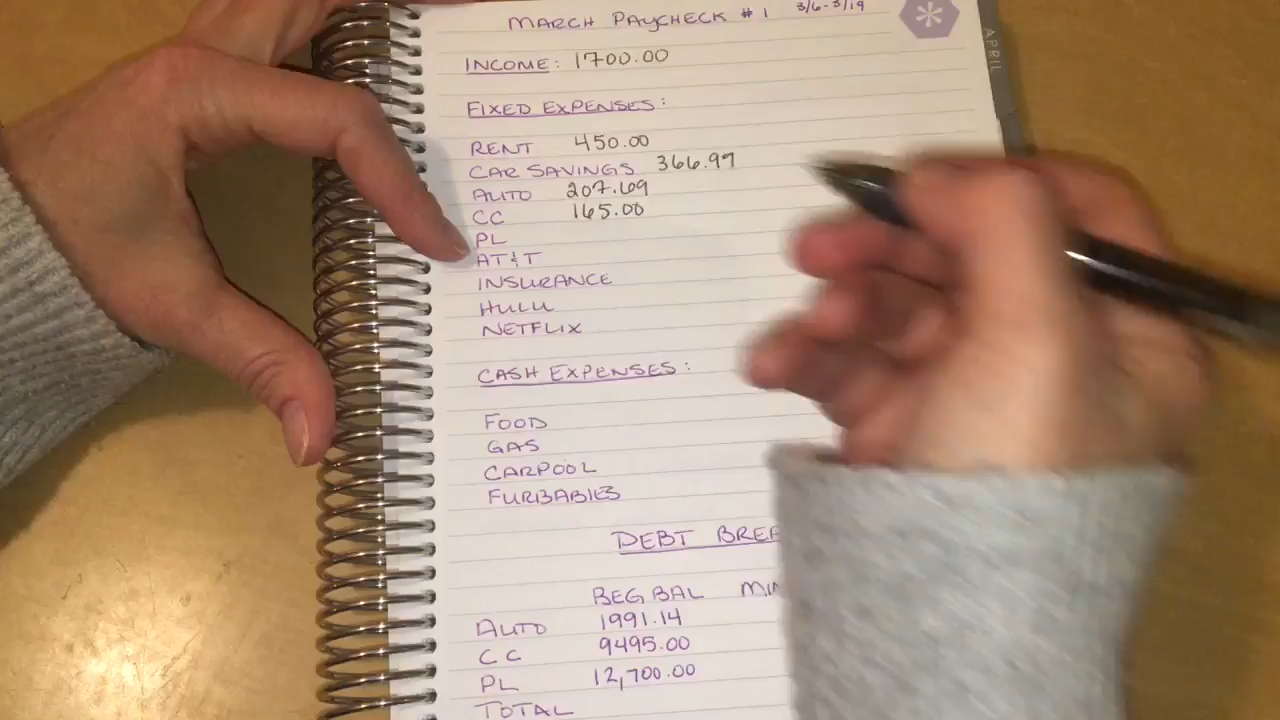 MARCH PAYCHECK #1 3/6-3/19
APRIL
INCOME: 1700.00
FIXED EXPENSES:
RENT 450.00
CAR SAVINGS 366.97
AUTO 207.69
CC 165.00
PL
AT&T
INSURANCE
HULU
NETFLIX
CASH EXPENSES:
FOOD
GAS
CARPOOL
FURBABIES
DEBT
BEG BAL
AUTO 1991.14
CC 9495.00
PL 12,700.00
TOTAL